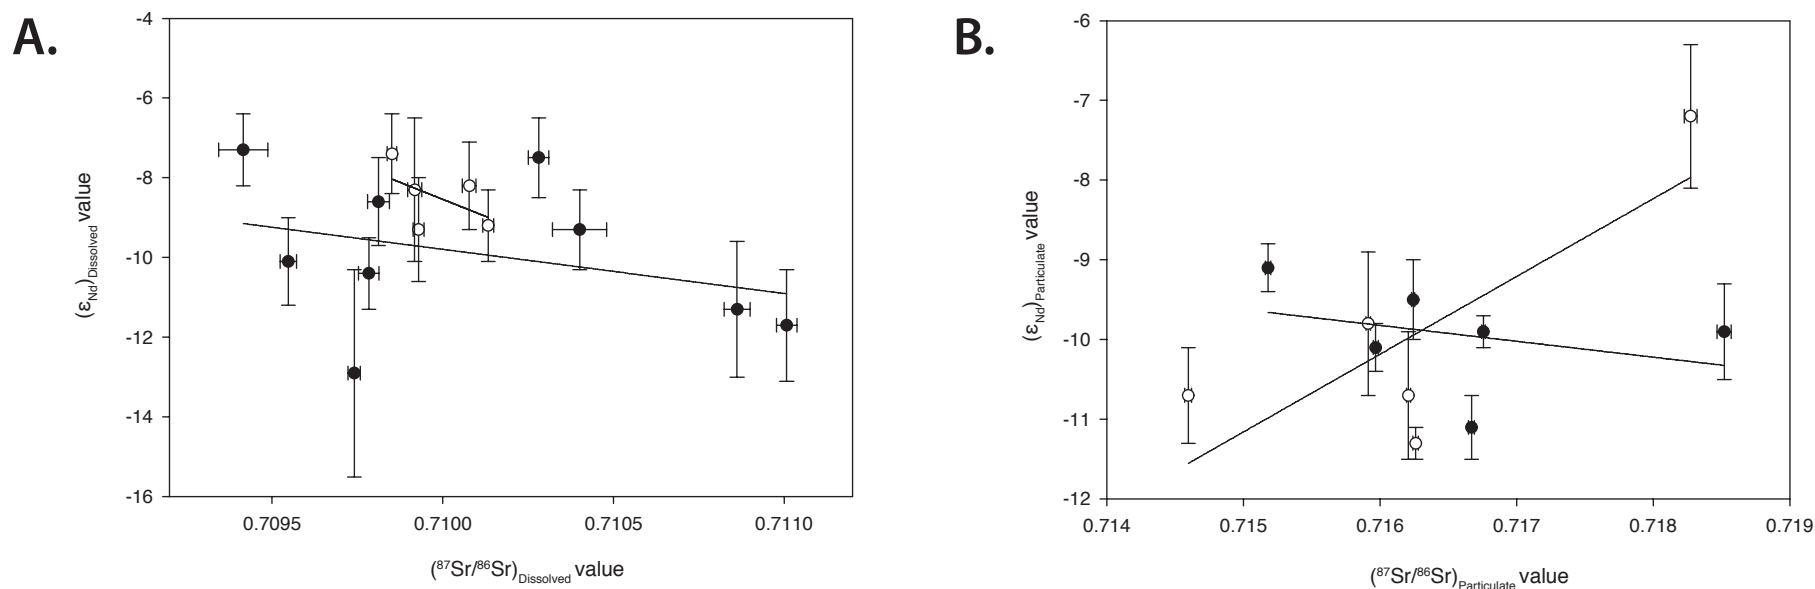 A.
-4
-6
-8
-10
-12
-14
-16
(εNd)Dissolved value
0.7095 0.7100 0.7105 0.7110
(⁸⁷Sr/⁸⁶Sr)Dissolved value
B.
-6
-7
-8
-9
-10
-11
-12
(εNd)Particulate value
0.714 0.715 0.716 0.717 0.718 0.719
(⁸⁷Sr/⁸⁶Sr)Particulate value